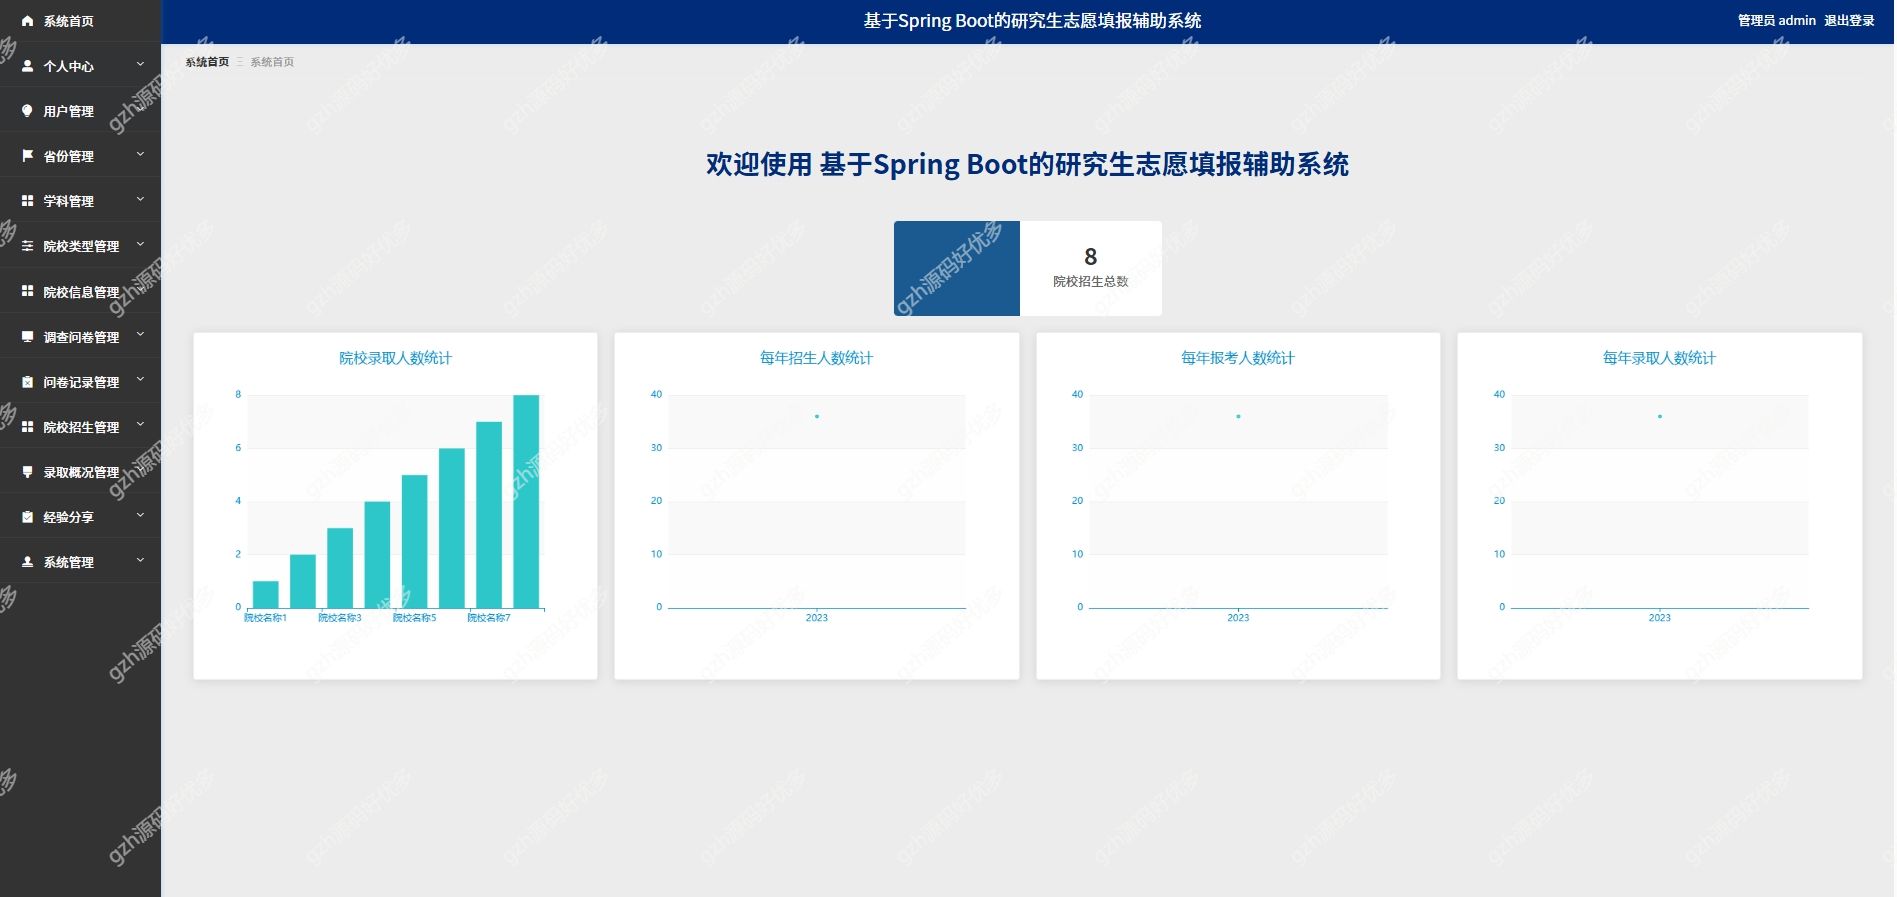 系统首页
个人中心
用户管理
省份管理
学科管理
院校类型管理
院校信息管理
调查问卷管理
问卷记录管理
院校招生管理
录取概况管理
经验分享
系统管理
基于Spring Boot的研究生志愿填报辅助系统
管理员 admin 退出登录
系统首页 系统首页
欢迎使用 基于Spring Boot的研究生志愿填报辅助系统
8
院校招生总数
院校录取人数统计
8
6
4
2
0
院校名称1 院校名称3 院校名称5 院校名称7
每年招生人数统计
40
30
20
10
0
2023
每年报考人数统计
40
30
20
10
0
2023
每年录取人数统计
40
30
20
10
0
2023
gzh源码好优多